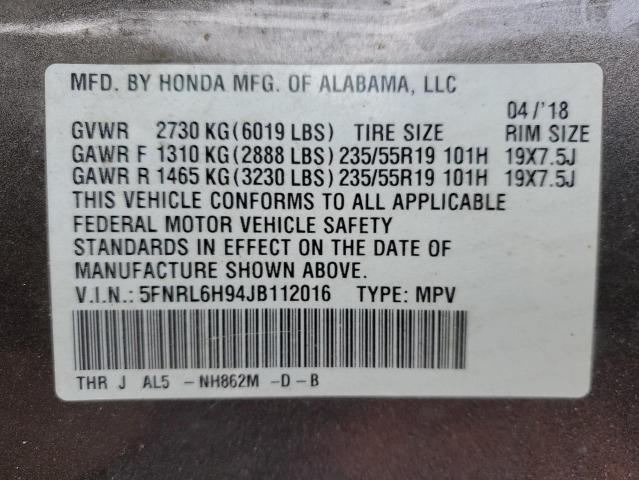 MFD. BY HONDA MFG. OF ALABAMA, LLC
04/'18
GVWR 2730 KG(6019 LBS) TIRE SIZE RIM SIZE
GAWR F 1310 KG(2888 LBS)235/55R19 101H 19X7.5J
GAWR R 1465 KG(3230 LBS)235/55R19 101H 19X7.5J
THIS VEHICLE CONFORMS TO ALL APPLICABLE
FEDERAL MOTOR VEHICLE SAFETY
STANDARDS IN EFFECT ON THE DATE OF
MANUFACTURE SHOWN ABOVE.
V.I.N.: 5FNRL6H94JB112016 TYPE: MPV
THR J AL5 -NH862M -D-B